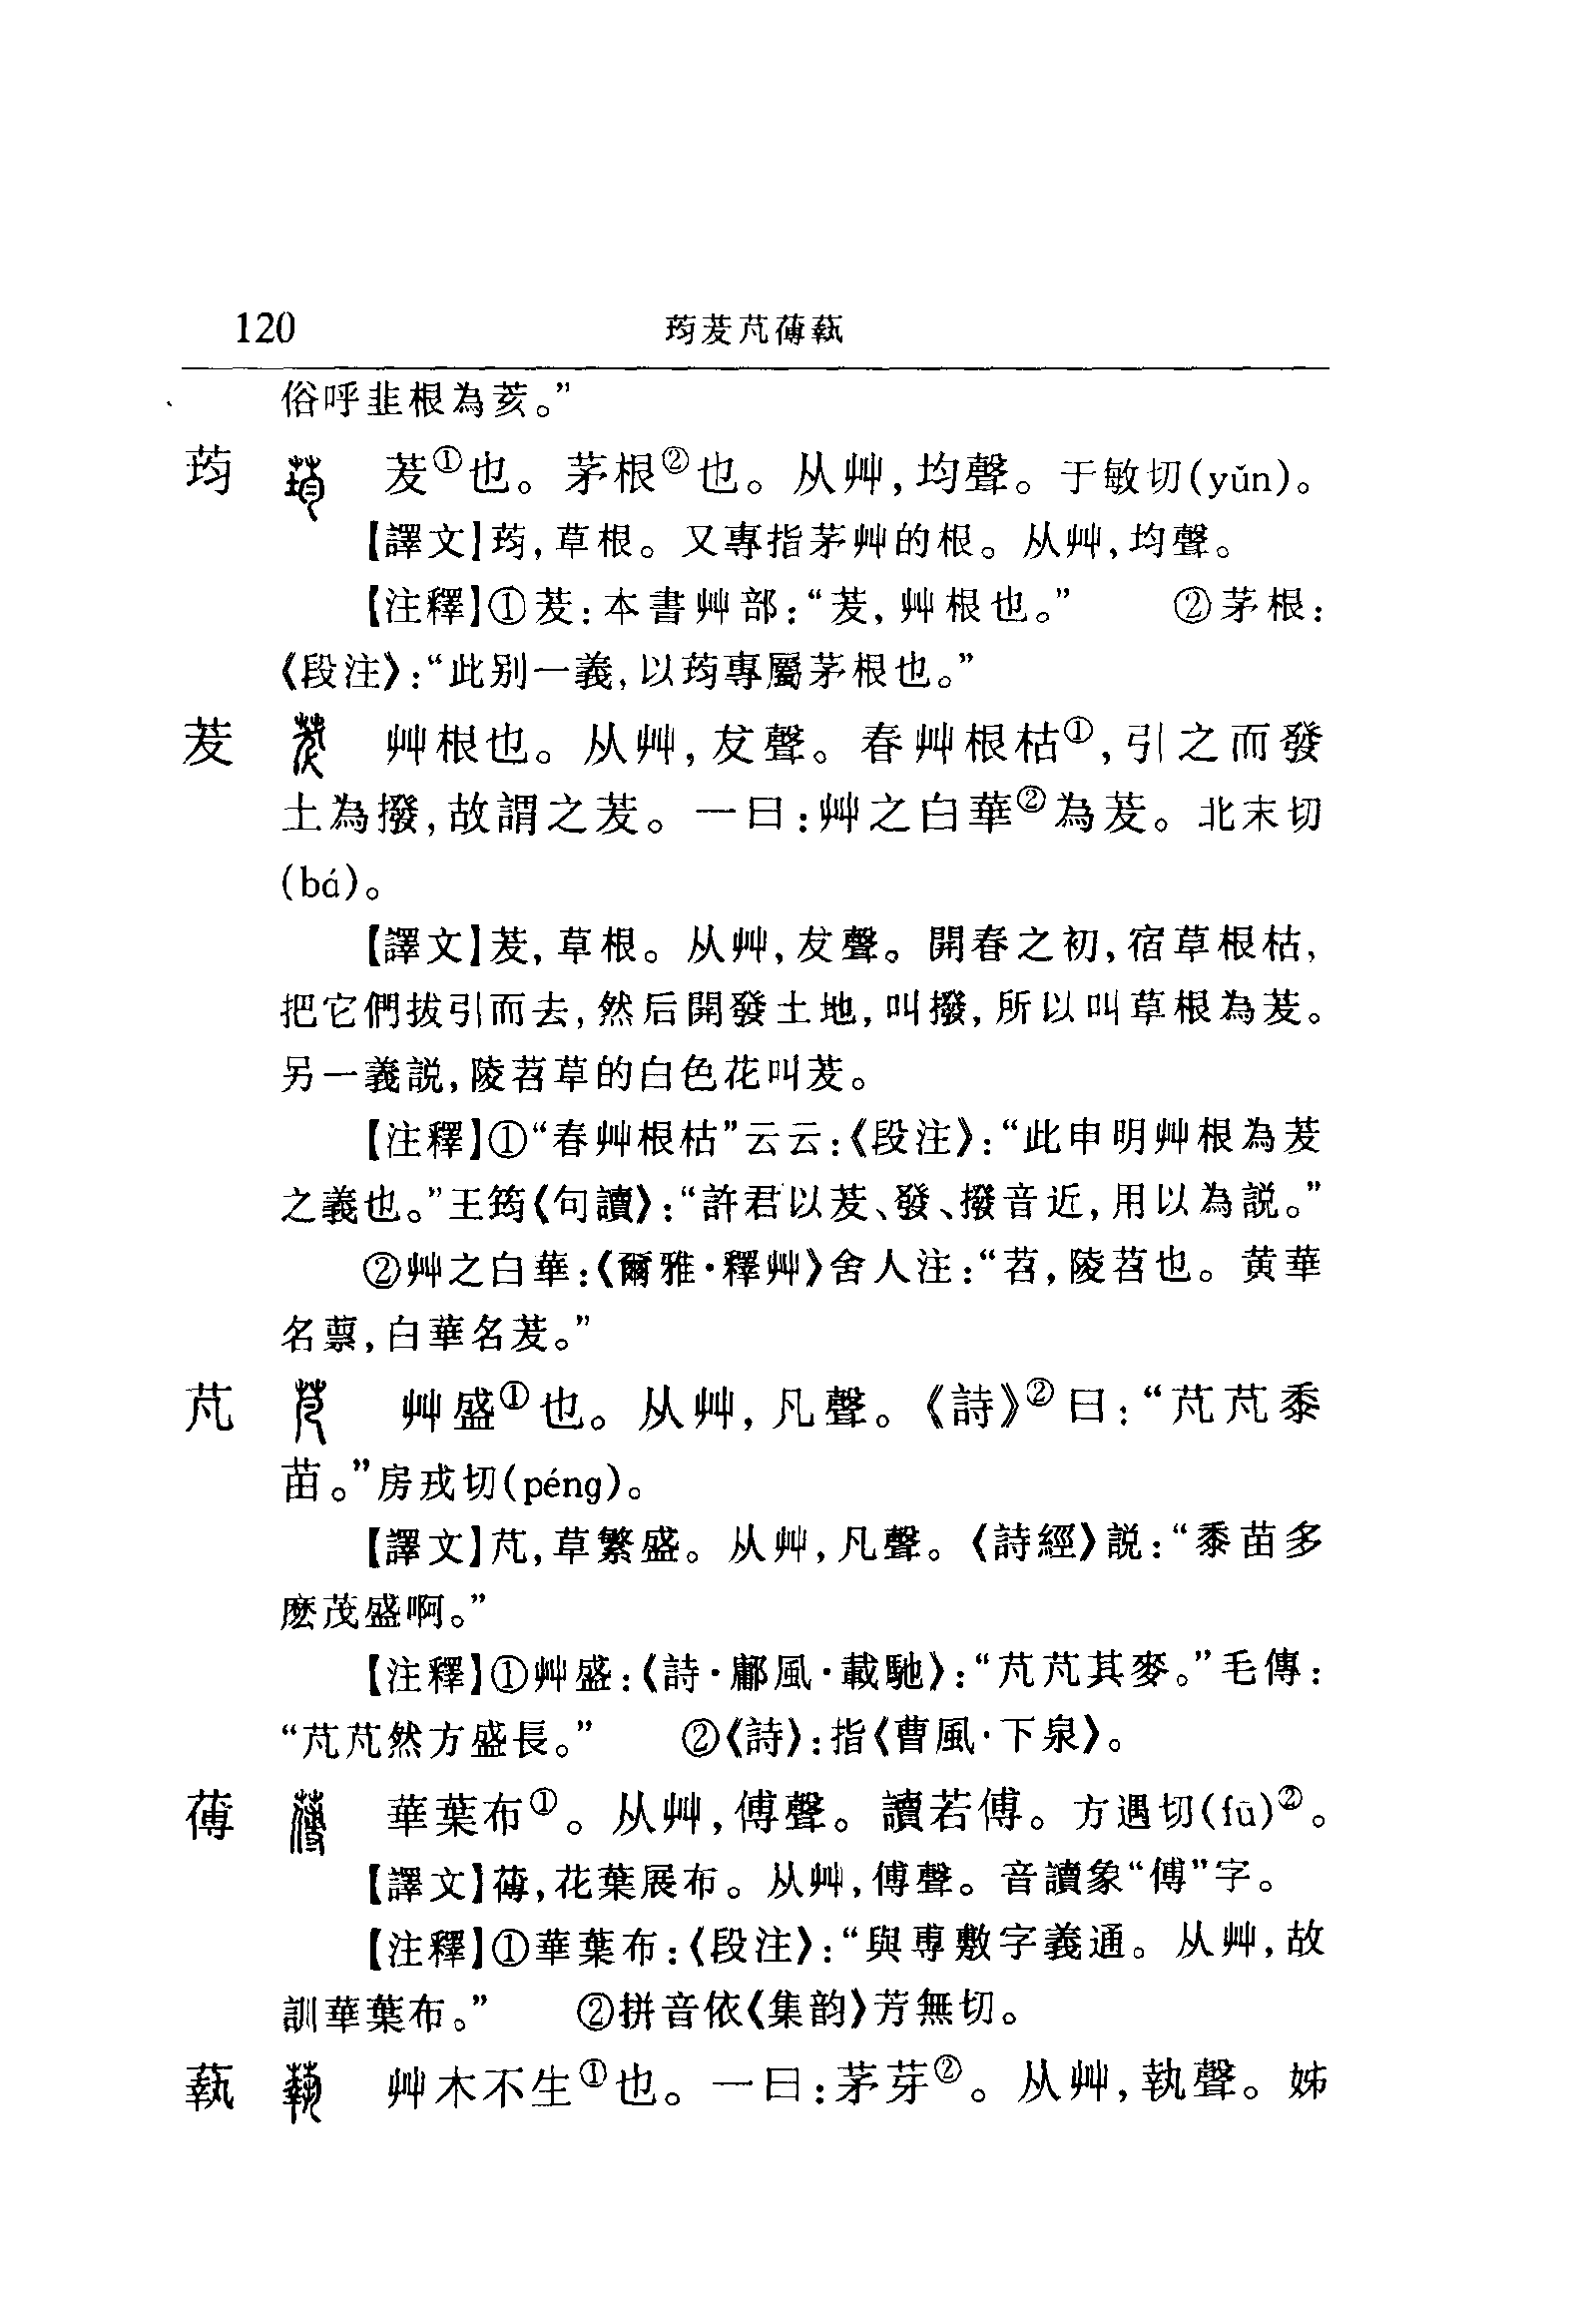 120 荺茇芃蒪蓻
俗呼韭根為荄。”
荺 茇①也。茅根②也。从艸,均聲。于敏切(yǔn)。
【譯文】荺,草根。又專指茅艸的根。从艸,均聲。
【注釋】①茇:本書艸部:“茇,艸根也。” ②茅根:
《段注》:“此别一義,以荺專屬茅根也。”
茇 艸根也。从艸,犮聲。春艸根枯①,引之而發
土為撥,故謂之茇。一曰:艸之白華②為茇。北末切
(bá)。
【譯文】茇,草根。从艸,犮聲。開春之初,宿草根枯,
把它們拔引而去,然后開發土地,叫撥,所以叫草根為茇。
另一義説,陵苕草的白色花叫茇。
【注釋】①“春艸根枯”云云:《段注》:“此申明艸根為茇
之義也。”王筠《句讀》:“許君以茇、發、撥音近,用以為説。”
②艸之白華:《爾雅·釋艸》舍人注:“苕,陵苕也。黄華
名蔈,白華名茇。”
芃 艸盛①也。从艸,凡聲。《詩》②曰:“芃芃黍
苗。”房戎切(péng)。
【譯文】芃,草繁盛。从艸,凡聲。《詩經》説:“黍苗多
麽茂盛啊。”
【注釋】①艸盛:《詩·鄘風·載馳》:“芃芃其麥。”毛傳:
“芃芃然方盛長。” ②《詩》:指《曹風·下泉》。
蒪 華葉布①。从艸,傅聲。讀若傅。方遇切(fū)②。
【譯文】蒪,花葉展布。从艸,傅聲。音讀象“傅”字。
【注釋】①華葉布:《段注》:“與尃敷字義通。从艸,故
訓華葉布。” ②拼音依《集韵》芳無切。
蓻 艸木不生①也。一曰:茅芽②。从艸,執聲。姊